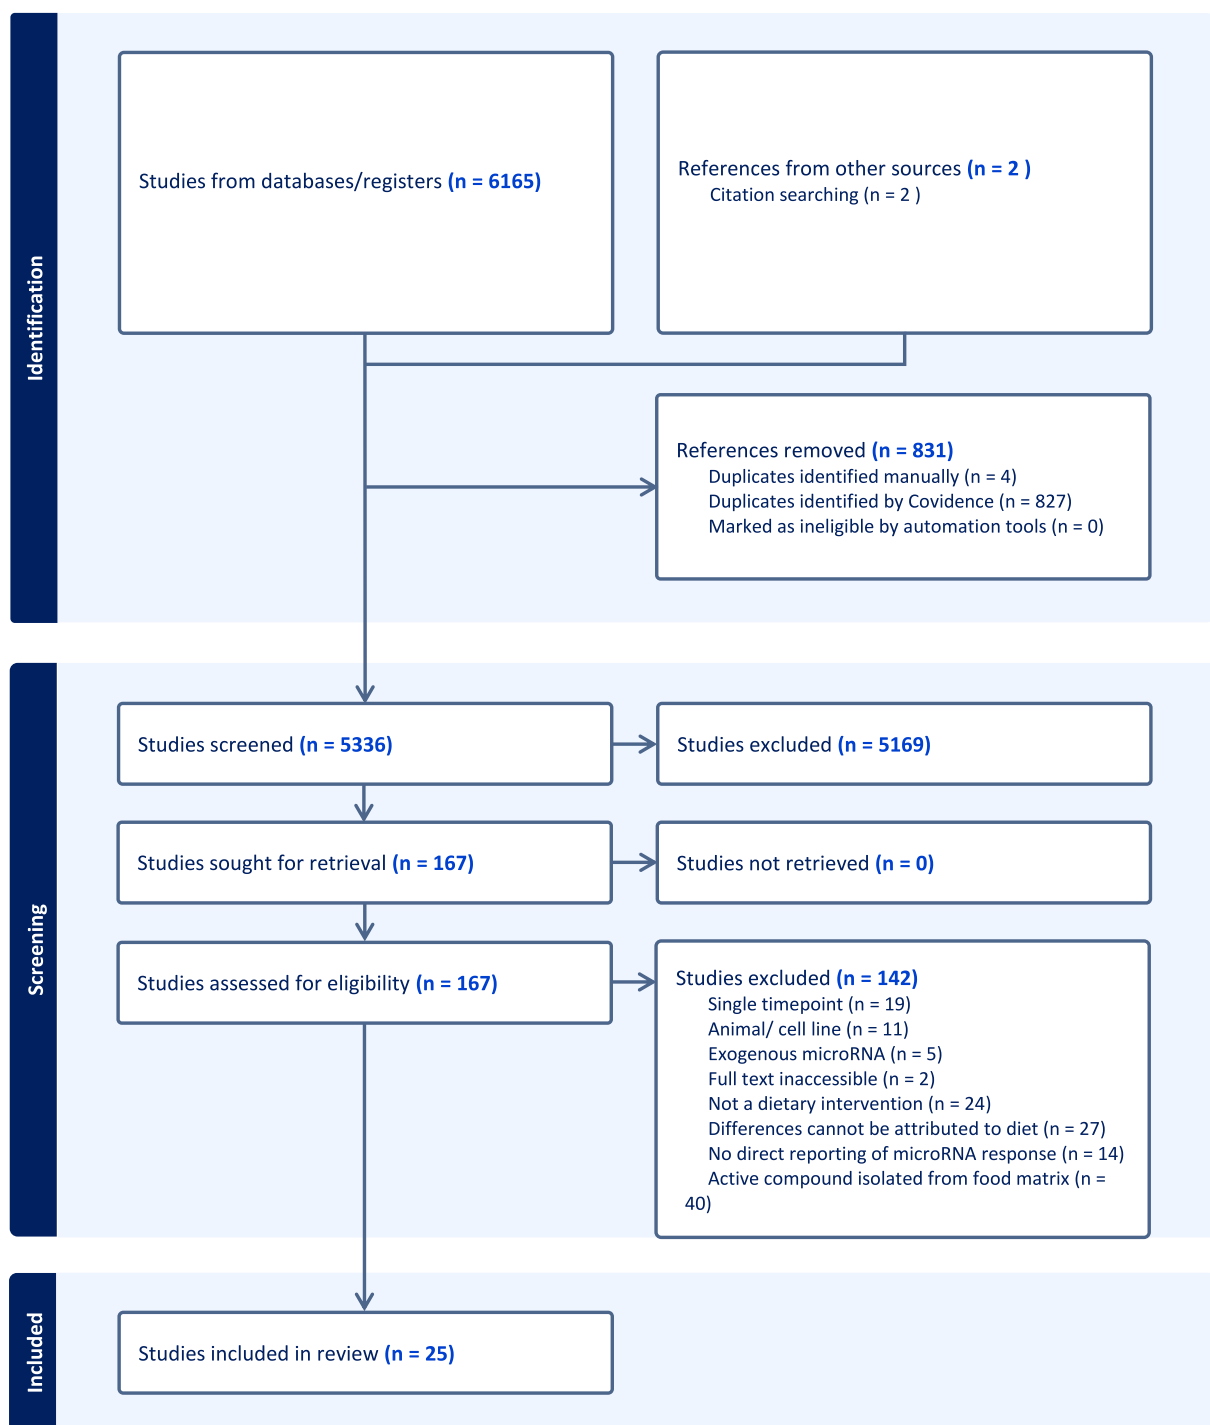 Identification
Studies from databases/registers (n = 6165)
References from other sources (n = 2 )
Citation searching (n = 2 )
References removed (n = 831)
Duplicates identified manually (n = 4)
Duplicates identified by Covidence (n = 827)
Marked as ineligible by automation tools (n = 0)
Screening
Studies screened (n = 5336)
Studies excluded (n = 5169)
Studies sought for retrieval (n = 167)
Studies not retrieved (n = 0)
Studies assessed for eligibility (n = 167)
Studies excluded (n = 142)
Single timepoint (n = 19)
Animal/ cell line (n = 11)
Exogenous microRNA (n = 5)
Full text inaccessible (n = 2)
Not a dietary intervention (n = 24)
Differences cannot be attributed to diet (n = 27)
No direct reporting of microRNA response (n = 14)
Active compound isolated from food matrix (n =
40)
Included
Studies included in review (n = 25)